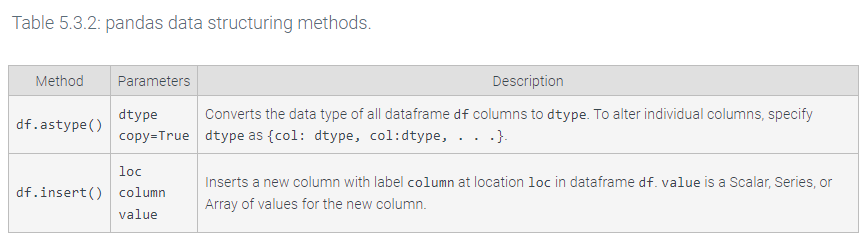 Table 5.3.2: pandas data structuring methods.
Method Parameters Description
df.astype()
dtype
copy=True
Converts the data type of all dataframe df columns to dtype. To alter individual columns, specify
dtype as {col: dtype, col:dtype, . . .}.
df.insert()
loc
column
value
Inserts a new column with label column at location loc in dataframe df. value is a Scalar, Series, or
Array of values for the new column.